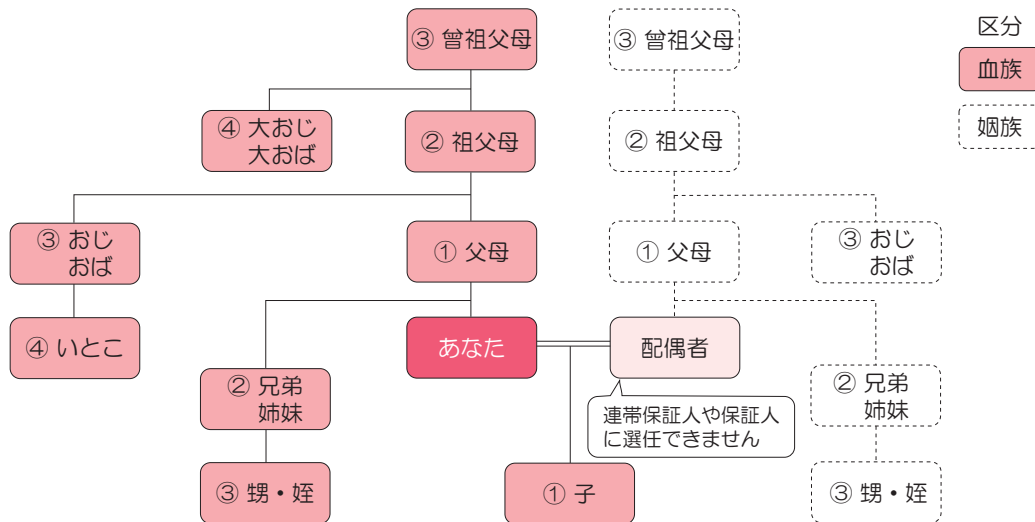 ③ 曾祖父母
③ 曾祖父母
区分
血族
④ 大おじ
大おば
② 祖父母
② 祖父母
姻族
③ おじ
おば
① 父母
① 父母
③ おじ
おば
④ いとこ
あなた
配偶者
② 兄弟
姉妹
連帯保証人や保証人
に選任できません
② 兄弟
姉妹
③ 甥・姪
① 子
③ 甥・姪